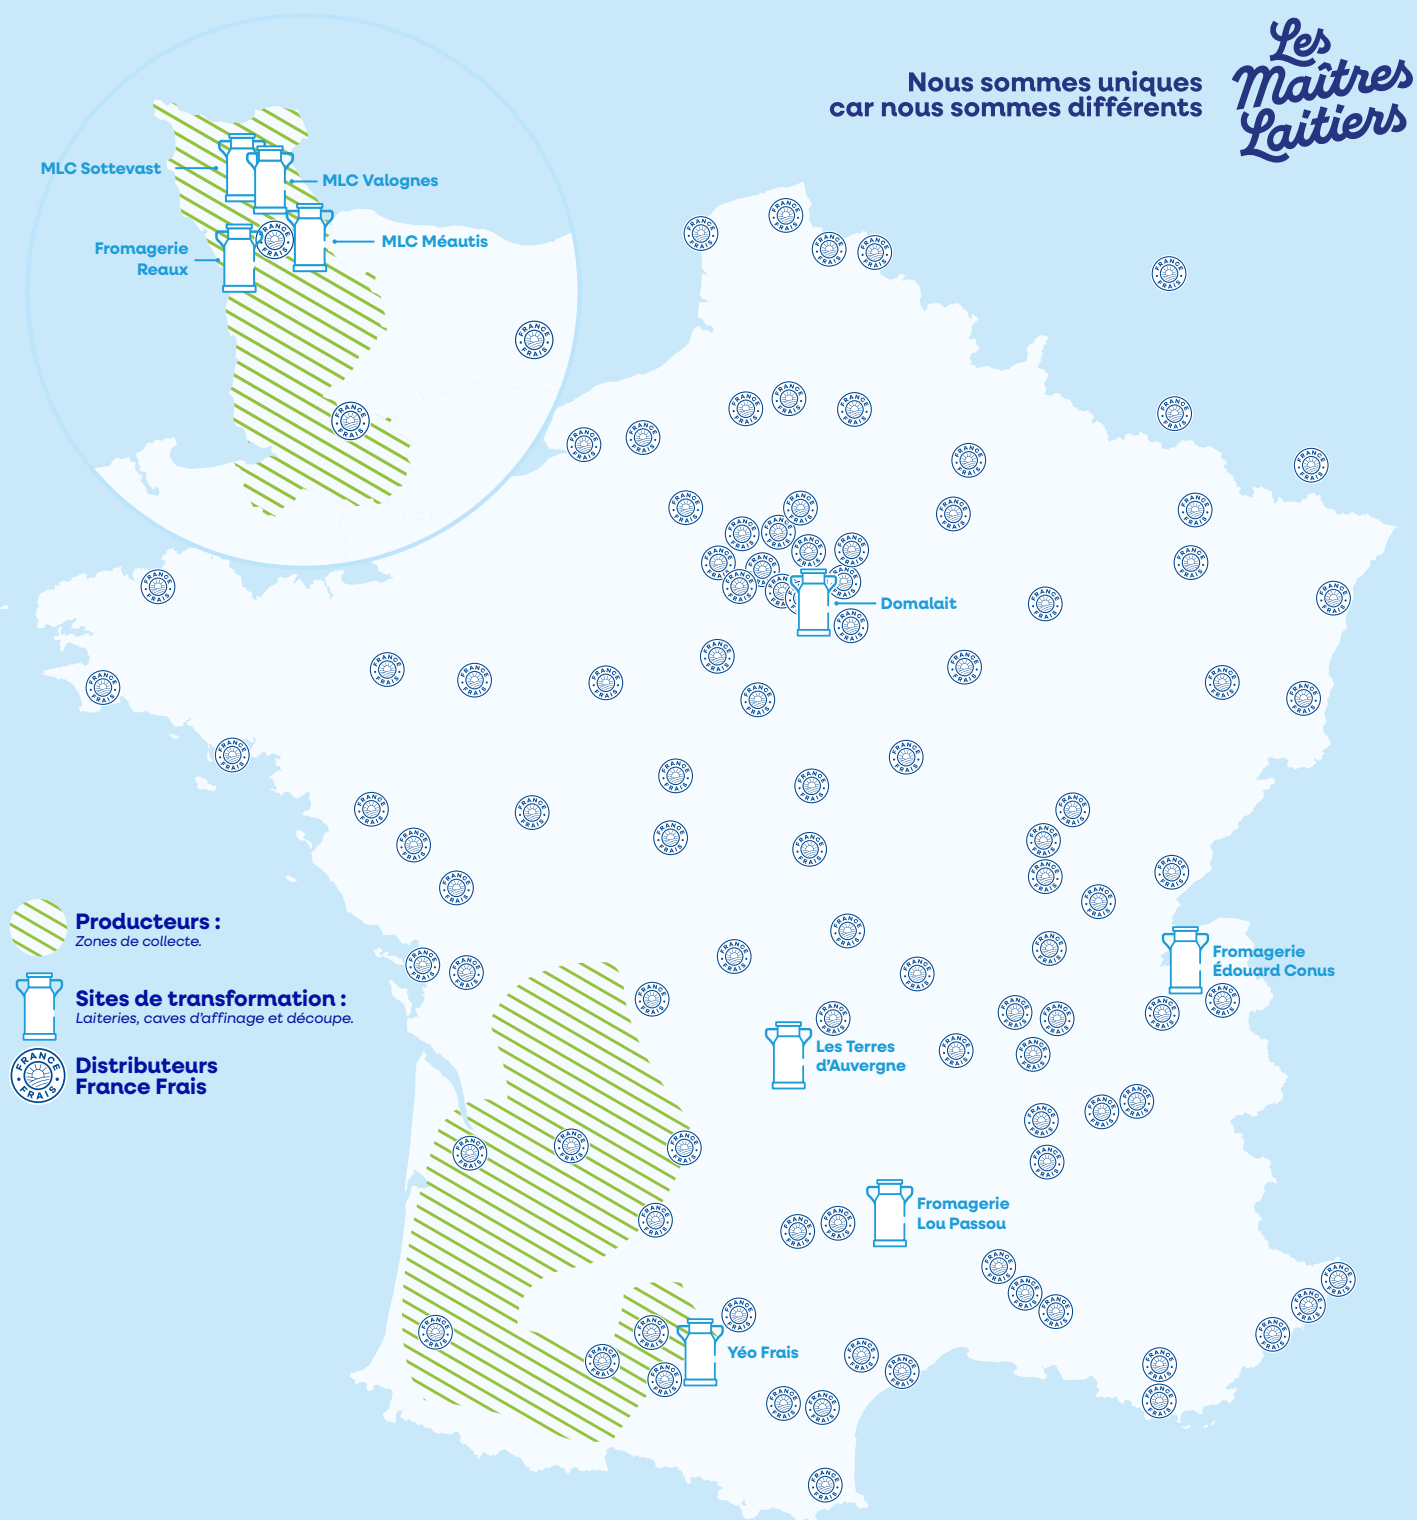 Les
Maîtres
Laitiers
Nous sommes uniques
car nous sommes différents
MLC Sottevast
MLC Valognes
Fromagerie
Reaux
MLC Méautis
Domalait
Producteurs :
Zones de collecte.
Sites de transformation :
Laiteries, caves d'affinage et découpe.
FRANCE
FRAIS
Distributeurs
France Frais
Fromagerie
Édouard Conus
Les Terres
d'Auvergne
Fromagerie
Lou Passou
Yéo Frais